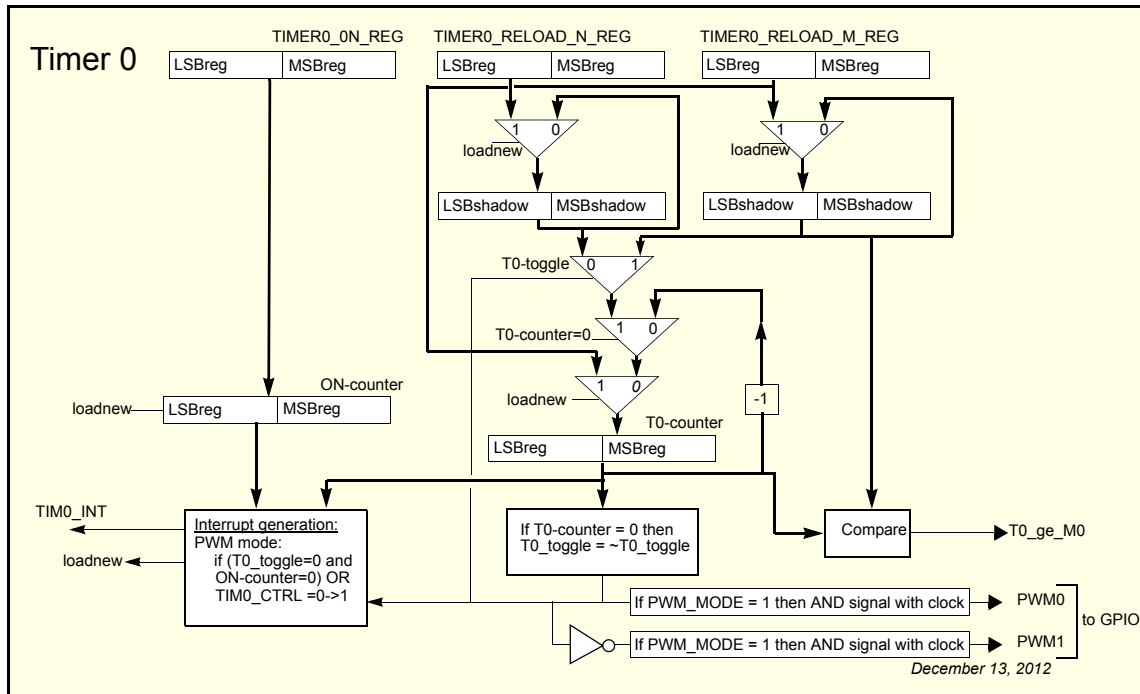 Timer 0
TIMER0_0N_REG
TIMER0_RELOAD_N_REG
TIMER0_RELOAD_M_REG
LSBreg MSBreg
LSBreg MSBreg
LSBreg MSBreg
1 0
loadnew
1 0
loadnew
LSBshadow MSBshadow
LSBshadow MSBshadow
T0-toggle
0 1
T0-counter=0
1 0
1 0
loadnew
-1
ON-counter
loadnew
LSBreg MSBreg
T0-counter
LSBreg MSBreg
TIM0_INT
loadnew
Interrupt generation:
PWM mode:
if (T0_toggle=0 and
ON-counter=0) OR
TIM0_CTRL =0->1
If T0-counter = 0 then
T0_toggle = ~T0_toggle
Compare
T0_ge_M0
If PWM_MODE = 1 then AND signal with clock
PWM0
If PWM_MODE = 1 then AND signal with clock
PWM1
to GPIO
December 13, 2012